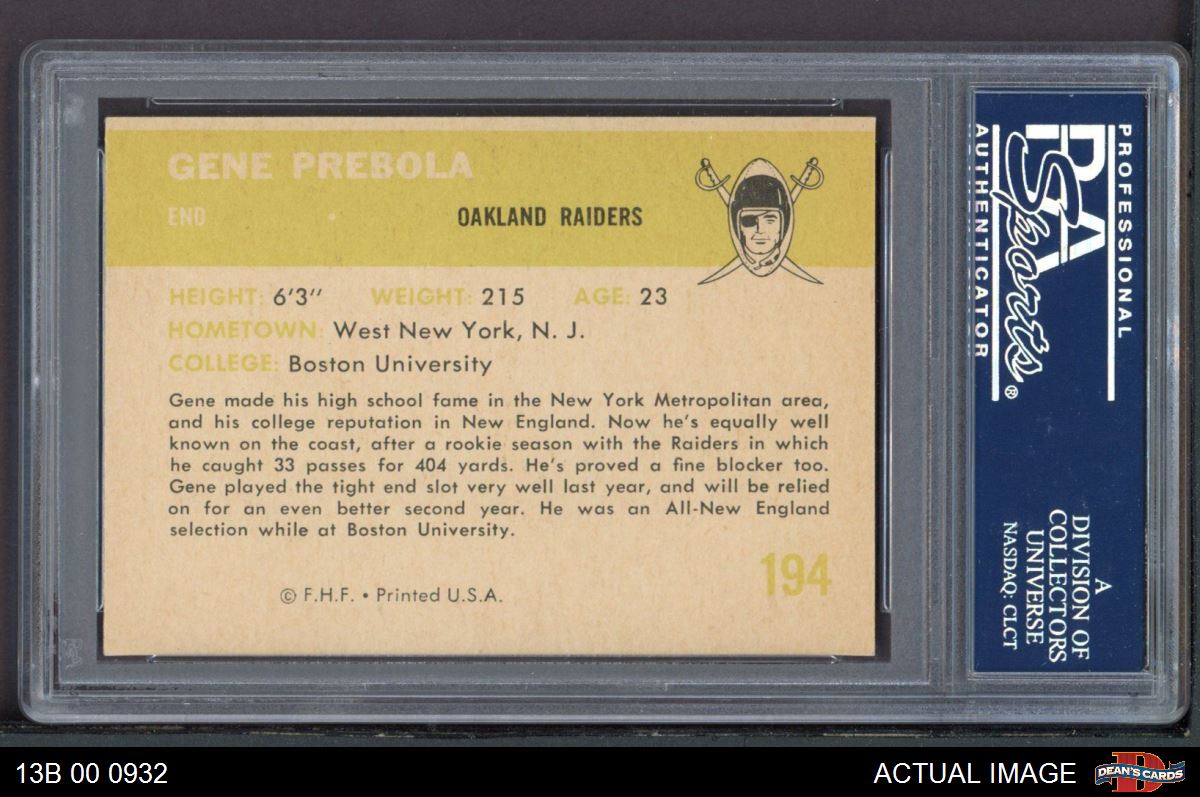 GENE PREBOLA
END
OAKLAND RAIDERS
HEIGHT: 6'3" WEIGHT: 215 AGE: 23
HOMETOWN: West New York, N. J.
COLLEGE: Boston University
Gene made his high school fame in the New York Metropolitan area,
and his college reputation in New England. Now he's equally well
known on the coast, after a rookie season with the Raiders in which
he caught 33 passes for 404 yards. He's proved a fine blocker too.
Gene played the tight end slot very well last year, and will be relied
on for an even better second year. He was an All-New England
selection while at Boston University.
194
© F.H.F. • Printed U.S.A.
PROFESSIONAL
PSA
Sports®
AUTHENTICATOR
A
DIVISION OF
COLLECTORS
UNIVERSE
NASDAQ: CLCT
13B 00 0932
ACTUAL IMAGE
DEAN'S CARDS